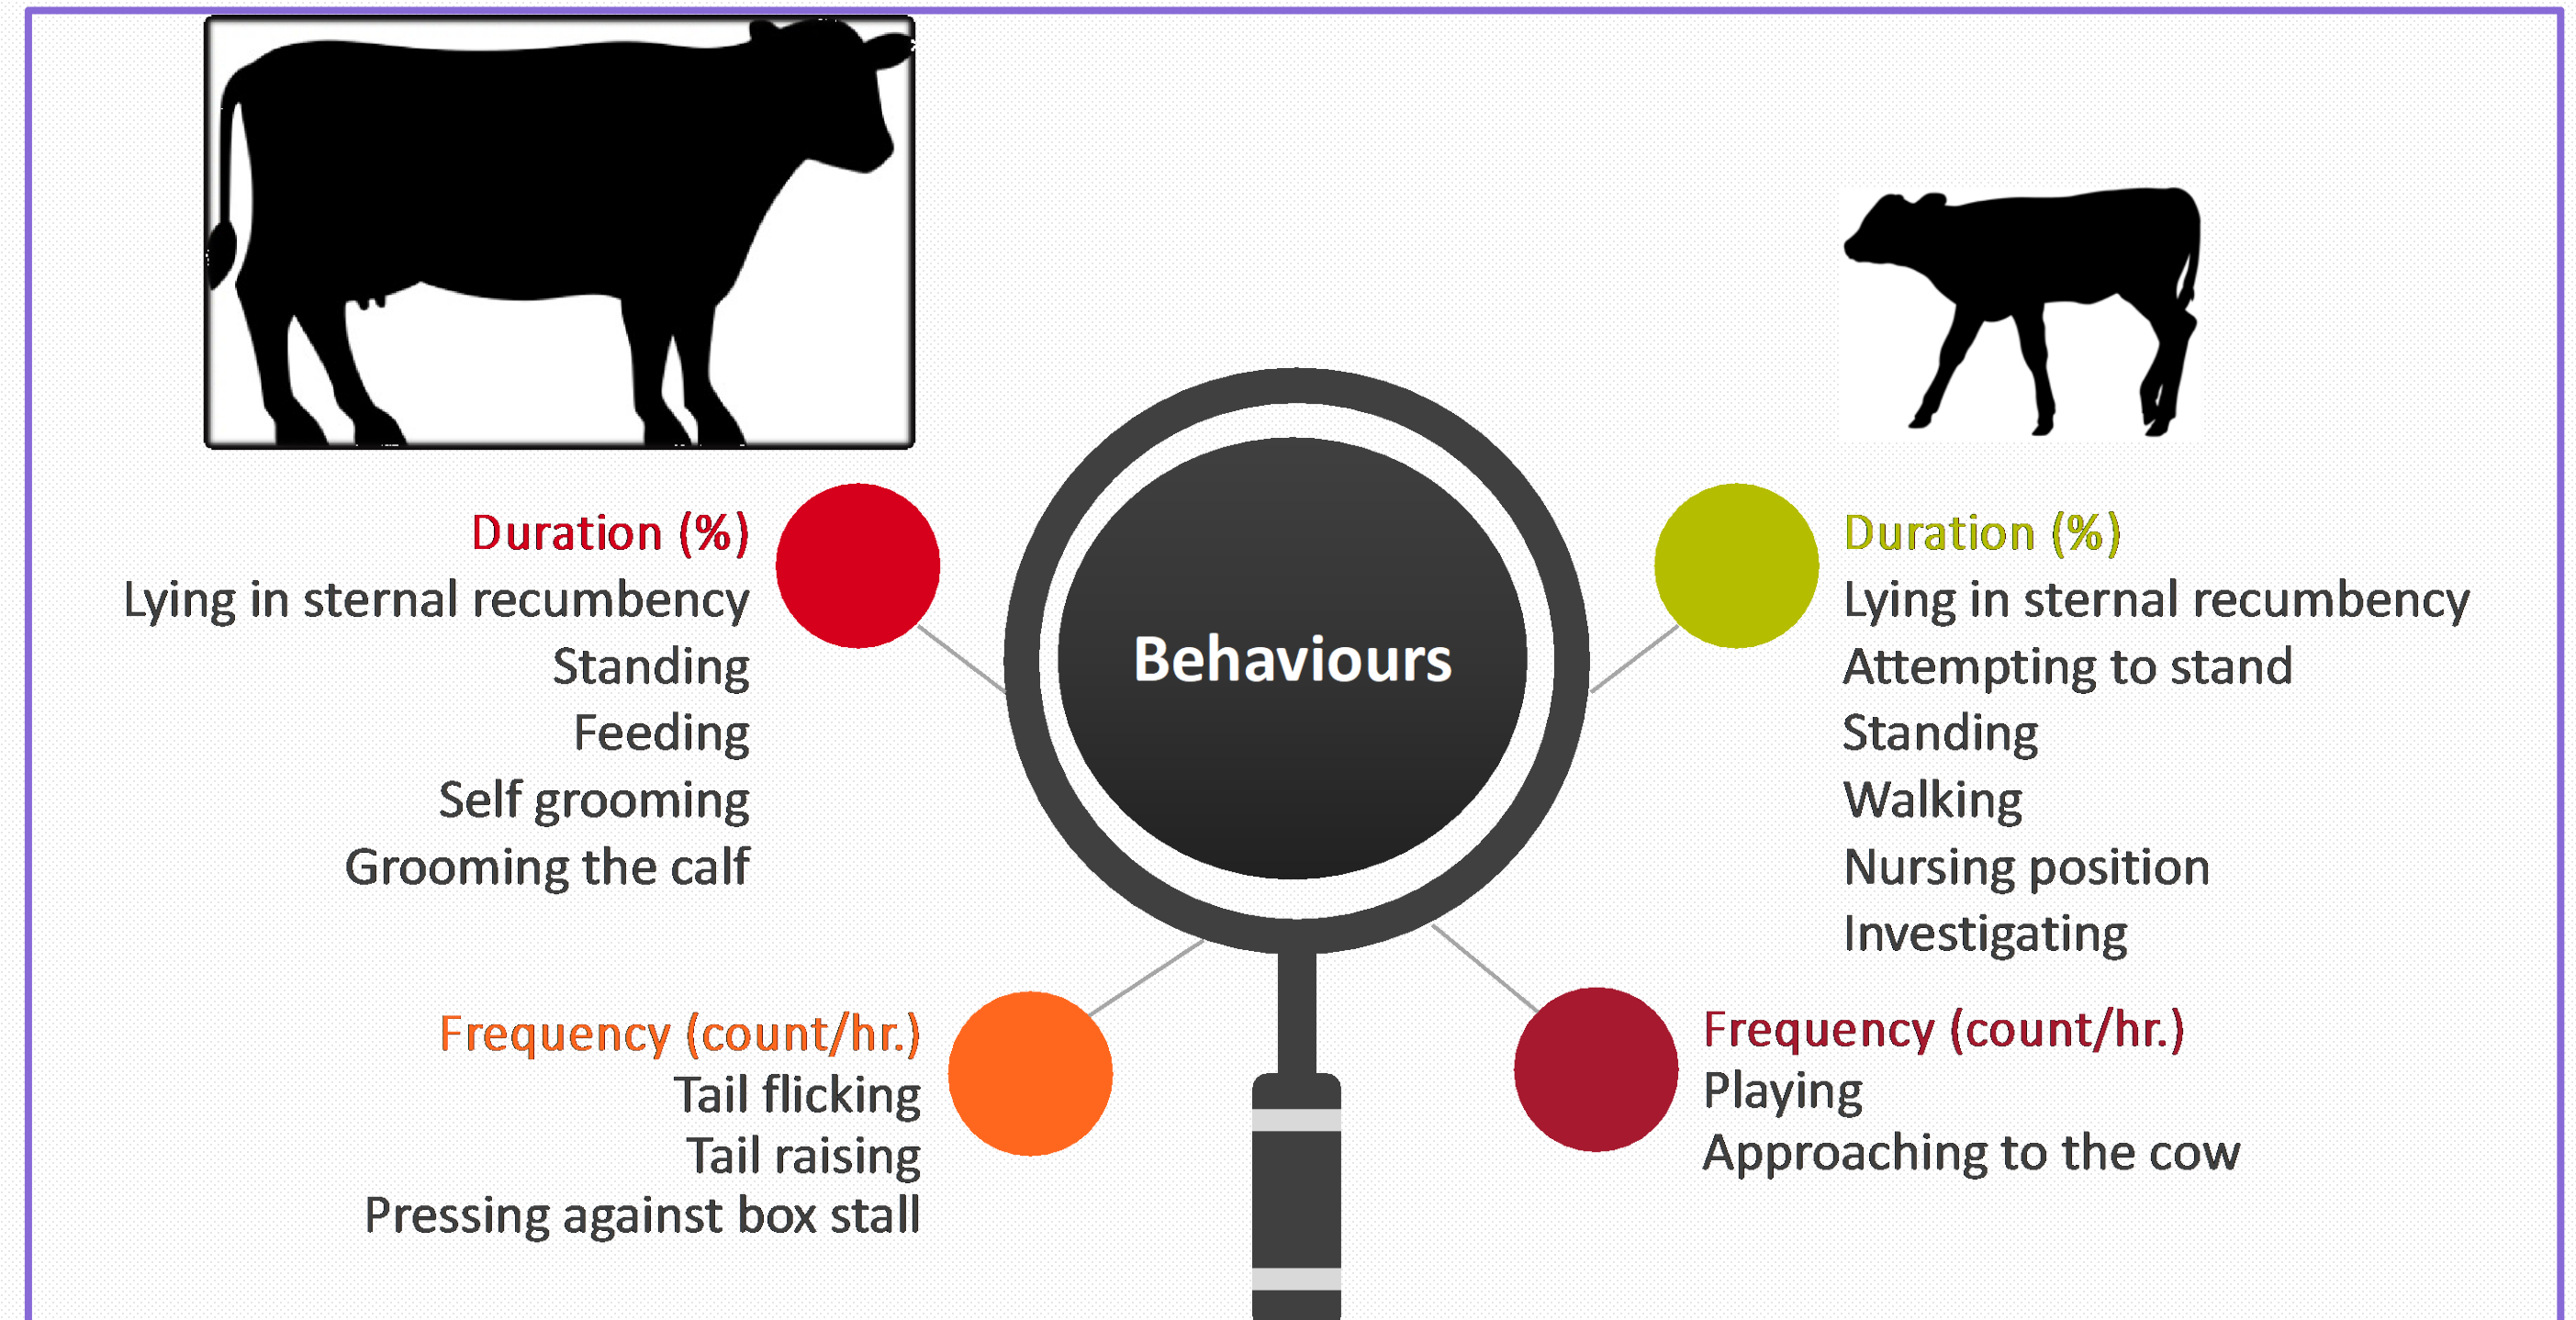 Duration (%)
Lying in sternal recumbency
Standing
Feeding
Self grooming
Grooming the calf
Frequency (count/hr.)
Tail flicking
Tail raising
Pressing against box stall
Behaviours
Duration (%)
Lying in sternal recumbency
Attempting to stand
Standing
Walking
Nursing position
Investigating
Frequency (count/hr.)
Playing
Approaching to the cow